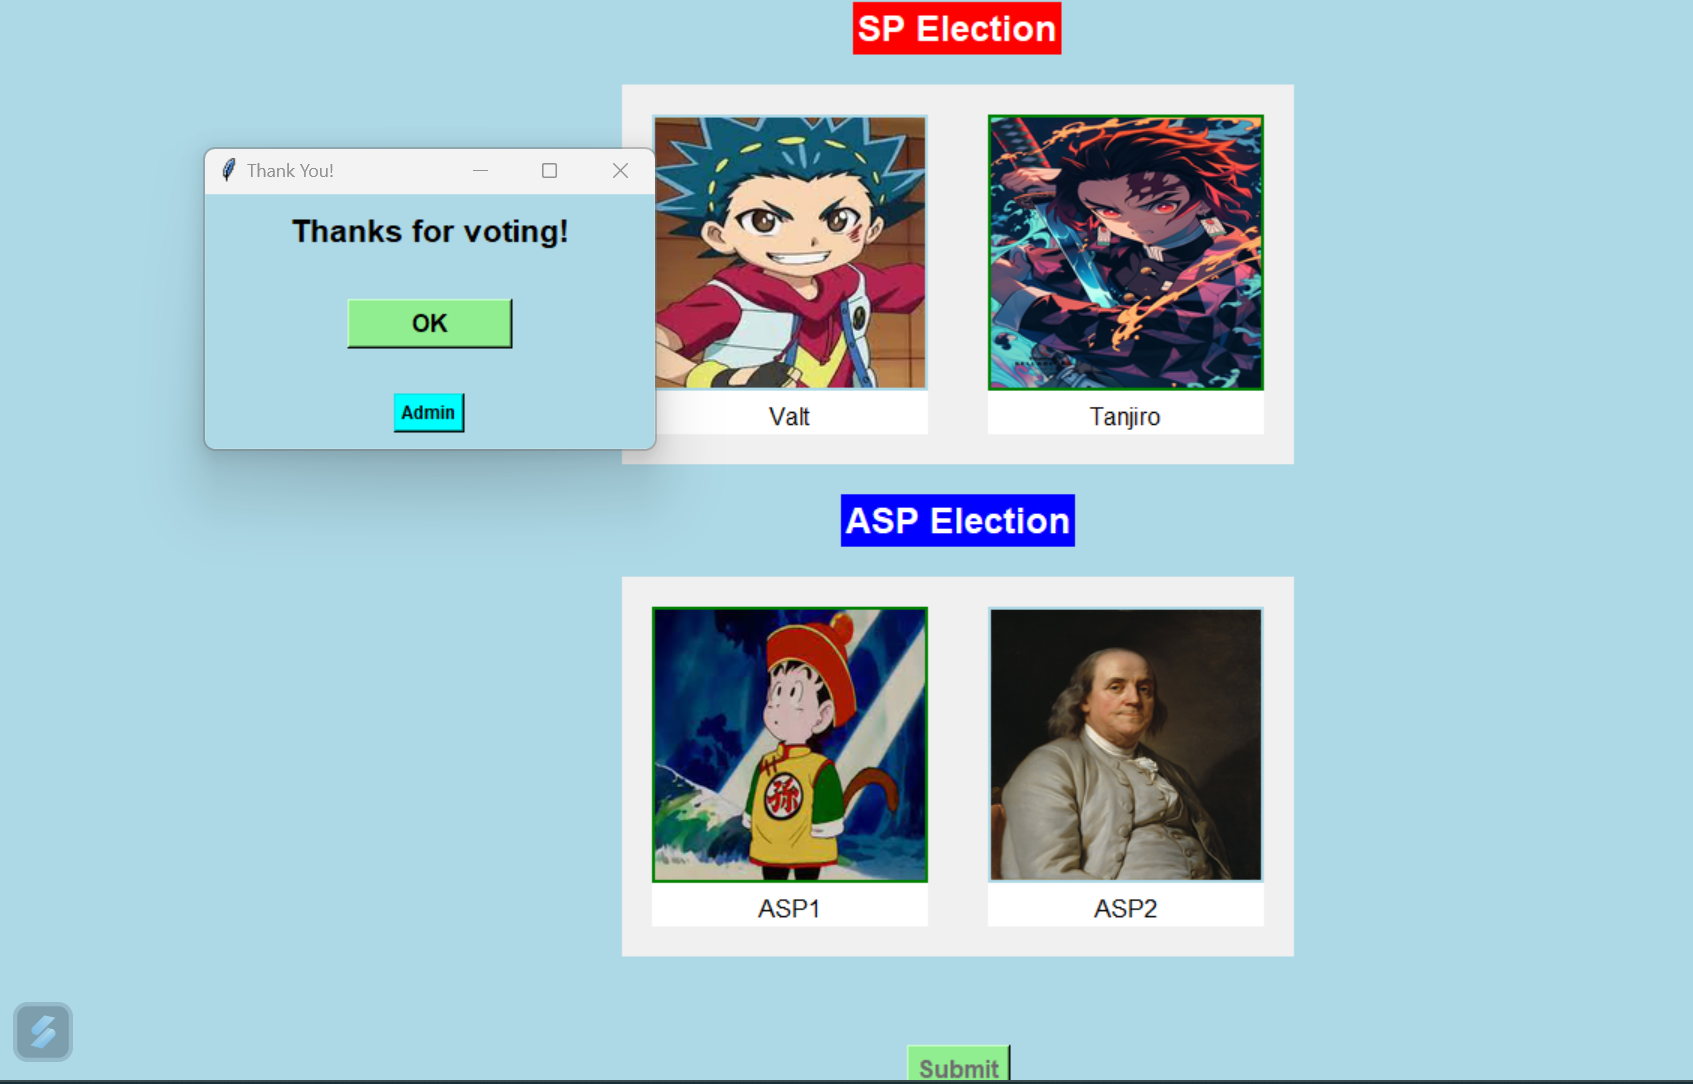 SP Election
Thank You!
Thanks for voting!
OK
Admin
Valt
Tanjiro
ASP Election
孫
ASP1
ASP2
Submit